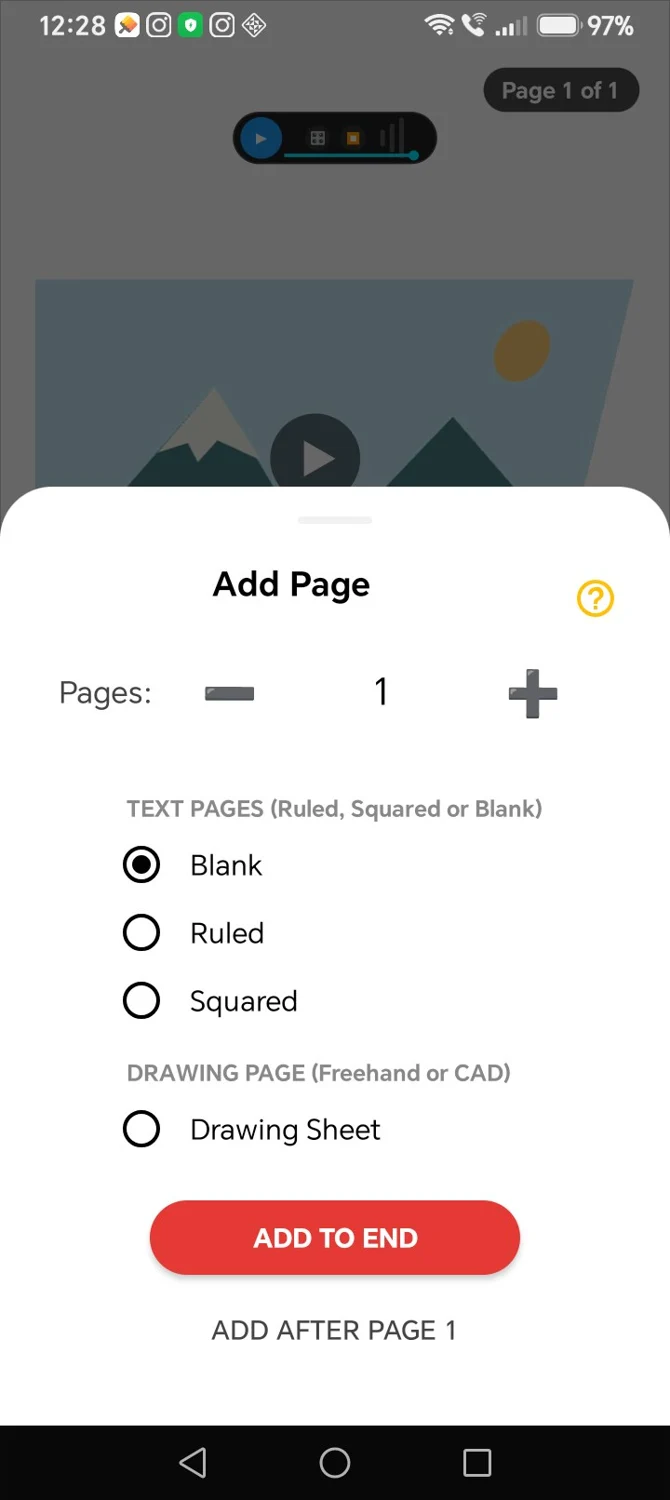 12:28
97%
Page 1 of 1
Add Page
Pages:
1
TEXT PAGES (Ruled, Squared or Blank)
Blank
Ruled
Squared
DRAWING PAGE (Freehand or CAD)
Drawing Sheet
ADD TO END
ADD AFTER PAGE 1